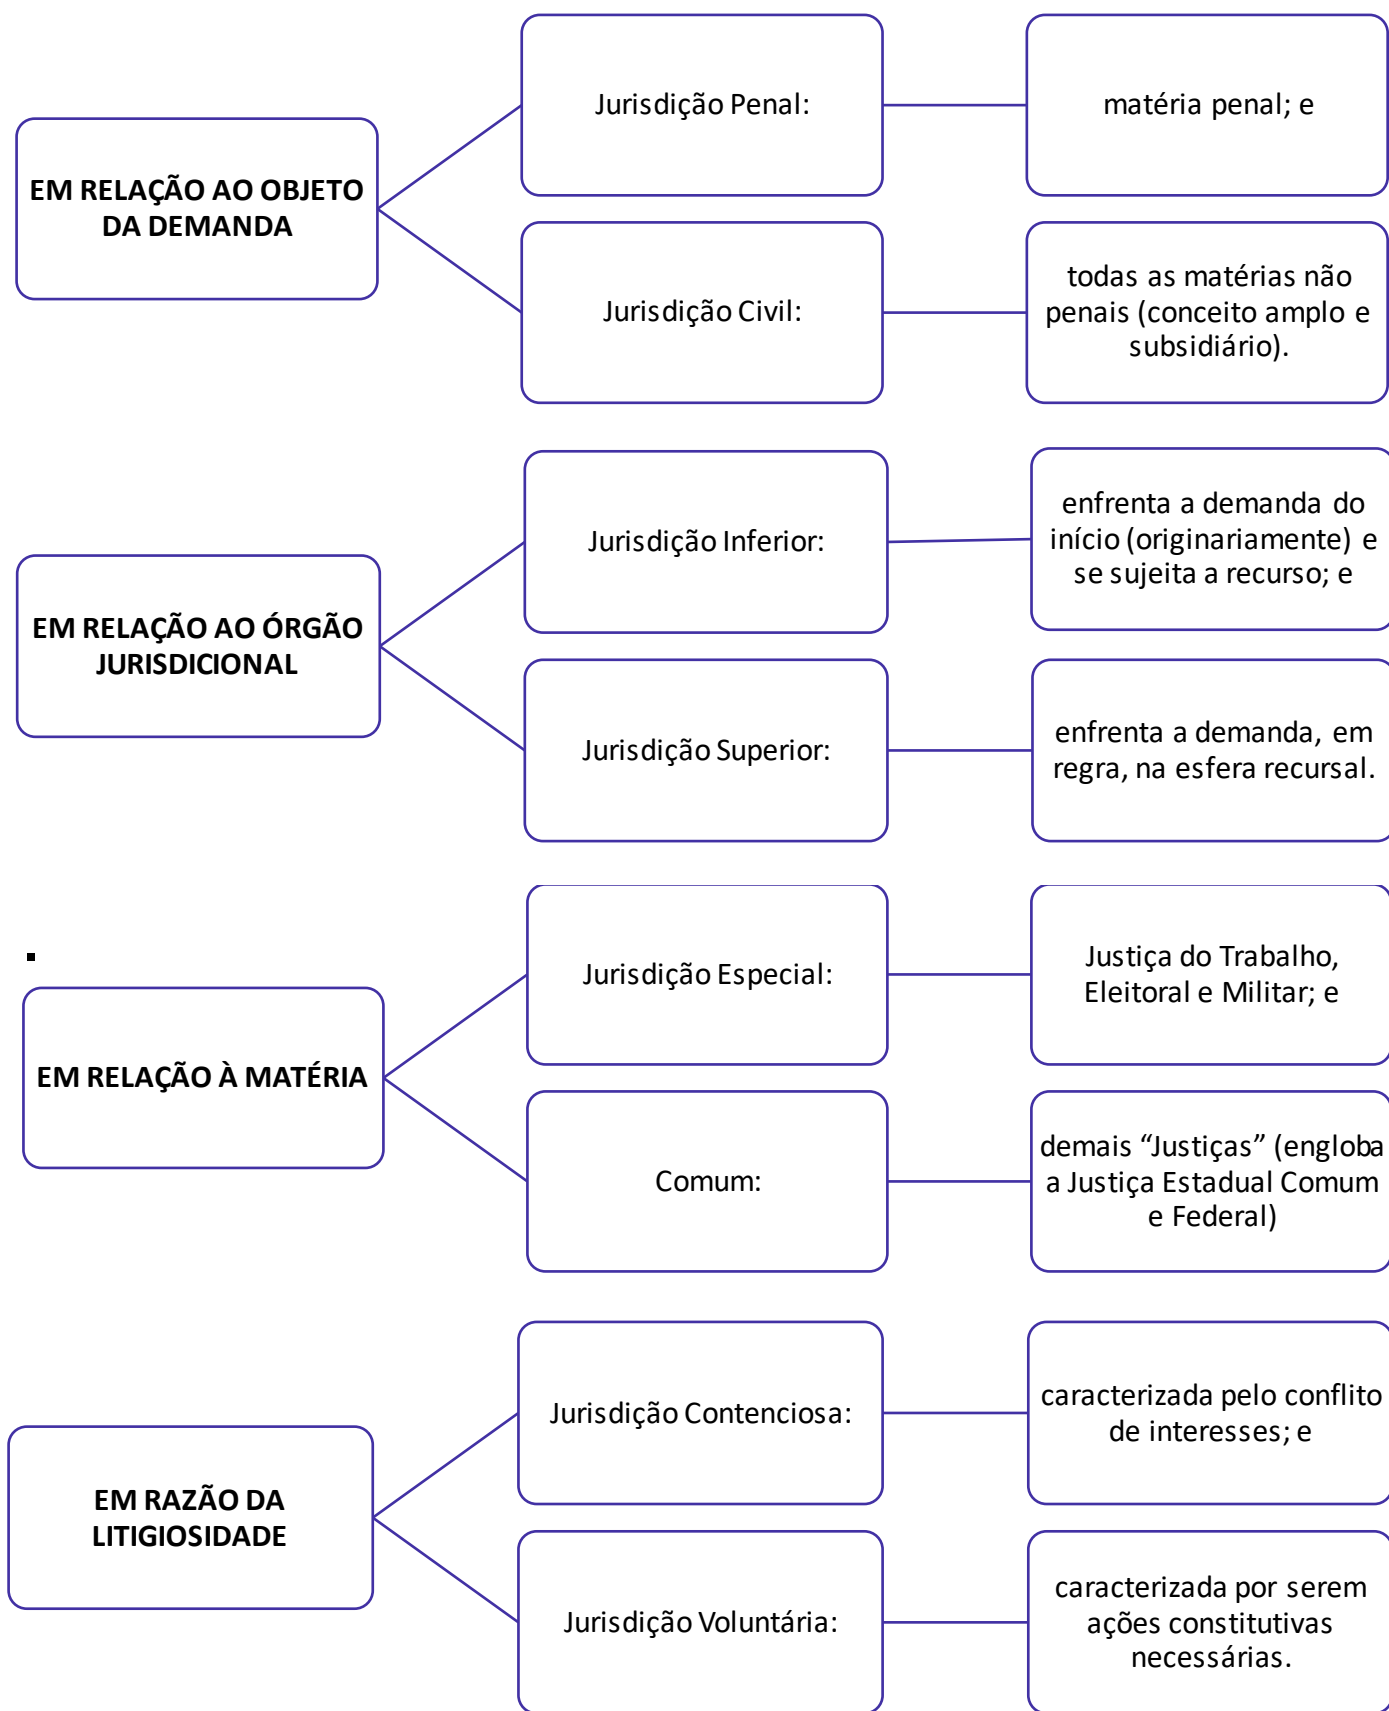 EM RELAÇÃO AO OBJETO
DA DEMANDA
Jurisdição Penal:
matéria penal; e
Jurisdição Civil:
todas as matérias não
penais (conceito amplo e
subsidiário).
EM RELAÇÃO AO ÓRGÃO
JURISDICIONAL
Jurisdição Inferior:
enfrenta a demanda do
início (originariamente) e
se sujeita a recurso; e
Jurisdição Superior:
enfrenta a demanda, em
regra, na esfera recursal.
EM RELAÇÃO À MATÉRIA
Jurisdição Especial:
Justiça do Trabalho,
Eleitoral e Militar; e
Comum:
demais “Justiças” (engloba
a Justiça Estadual Comum
e Federal)
EM RAZÃO DA
LITIGIOSIDADE
Jurisdição Contenciosa:
caracterizada pelo conflito
de interesses; e
Jurisdição Voluntária:
caracterizada por serem
ações constitutivas
necessárias.